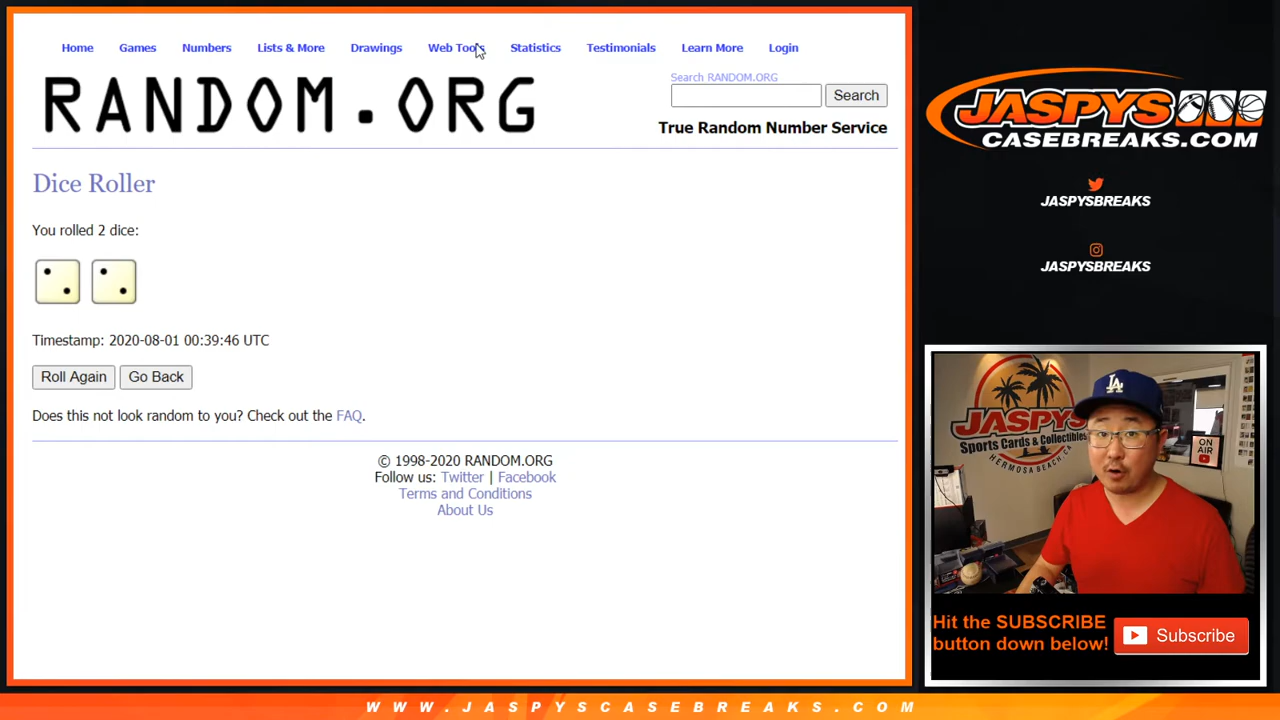 Home Games Numbers Lists & More Drawings Web Tools Statistics Testimonials Learn More Login
RANDOM.ORG
Search RANDOM.ORG
Search
True Random Number Service
Dice Roller
You rolled 2 dice:
Timestamp: 2020-08-01 00:39:46 UTC
Roll Again Go Back
Does this not look random to you? Check out the FAQ.
© 1998-2020 RANDOM.ORG
Follow us: Twitter | Facebook
Terms and Conditions
About Us
JASPYS
CASEBREAKS.COM
JASPYSBREAKS
JASPYSBREAKS
JASPYS
Sports Cards & Collectibles
HERMOSA BEACH, CA
LA
ON
AIR
Hit the SUBSCRIBE
button down below!
Subscribe
WWW.JASPYSCASEBREAKS.COM